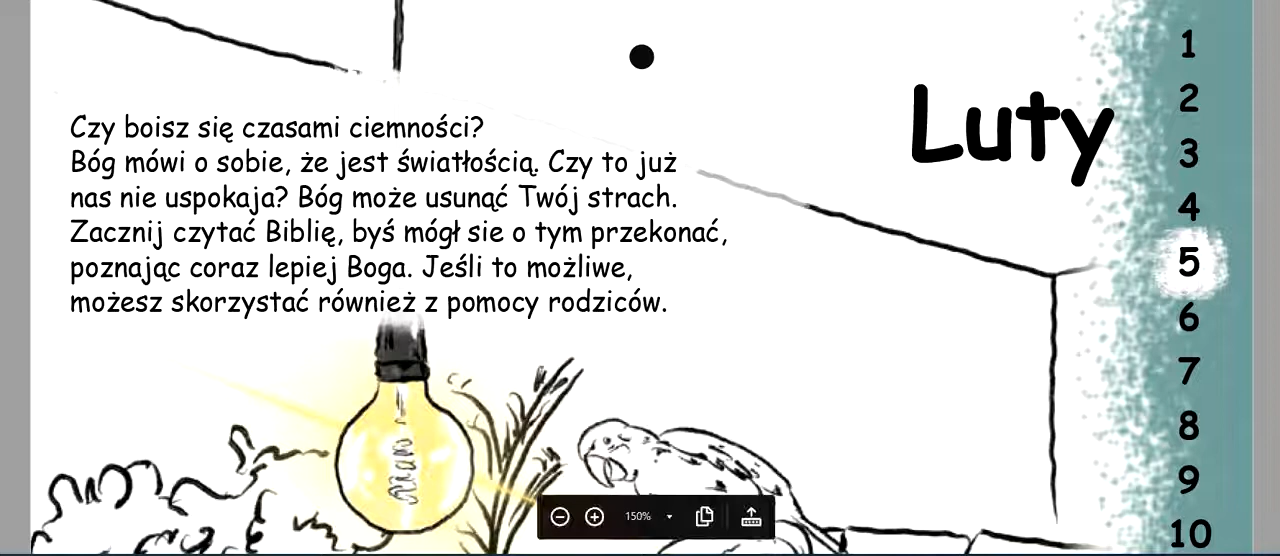 Luty
Czy boisz się czasami ciemności?
Bóg mówi o sobie, że jest światłością. Czy to już
nas nie uspokaja? Bóg może usunąć Twój strach.
Zacznij czytać Biblię, byś mógł sie o tym przekonać,
poznając coraz lepiej Boga. Jeśli to możliwe,
możesz skorzystać również z pomocy rodziców.
1
2
3
4
5
6
7
8
9
10
150%